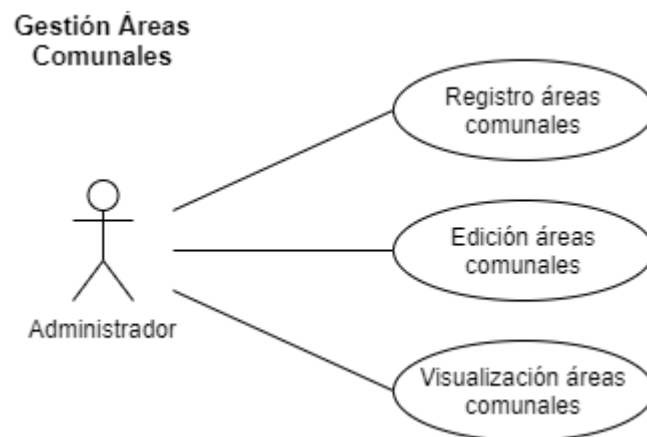 Gestión Áreas
Comunales
Registro áreas
comunales
Edición áreas
comunales
Administrador
Visualización áreas
comunales